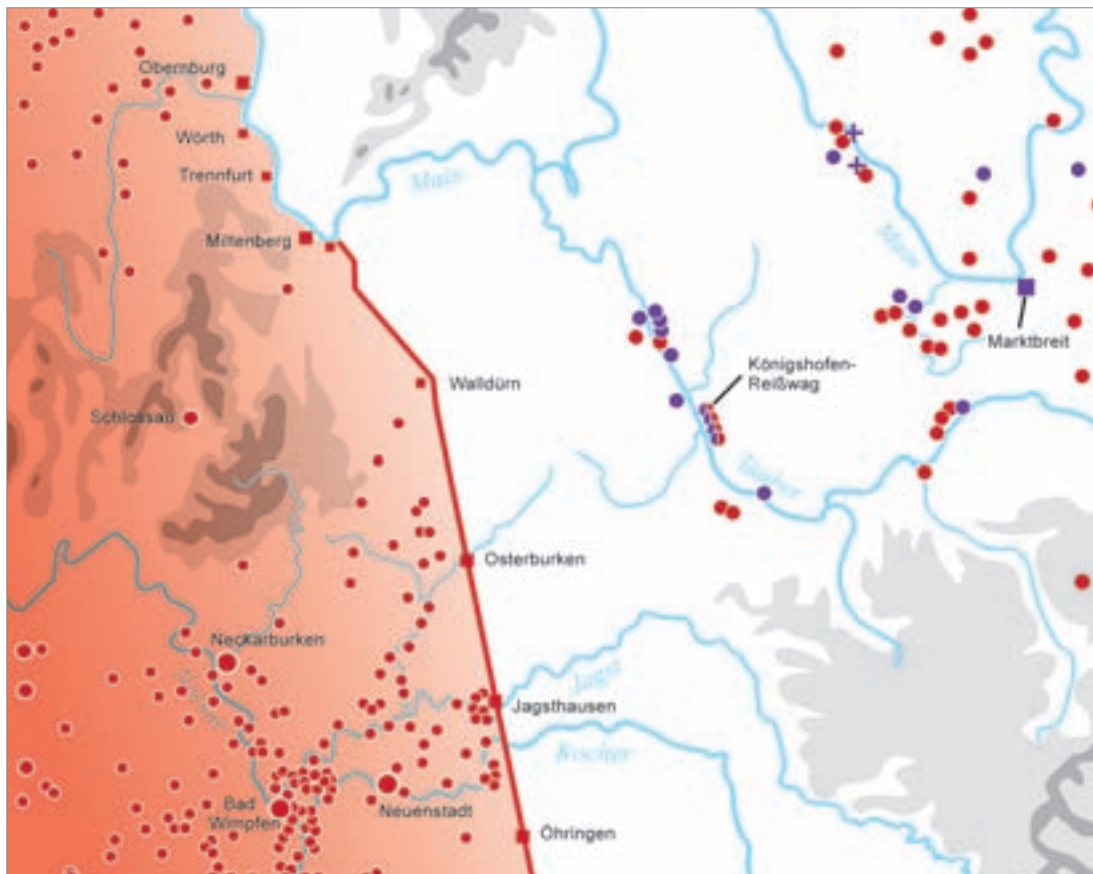 Obernburg
Wörth
Trennfurt
Main
Miltenberg
Main
Marktbreit
Königshofen-
Reißwag
Walldürn
Schlossau
Tauber
Osterburken
Neckarburken
Neckar
Jagst
Jagsthausen
Kocher
Bad
Wimpfen
Neuenstadt
Öhringen